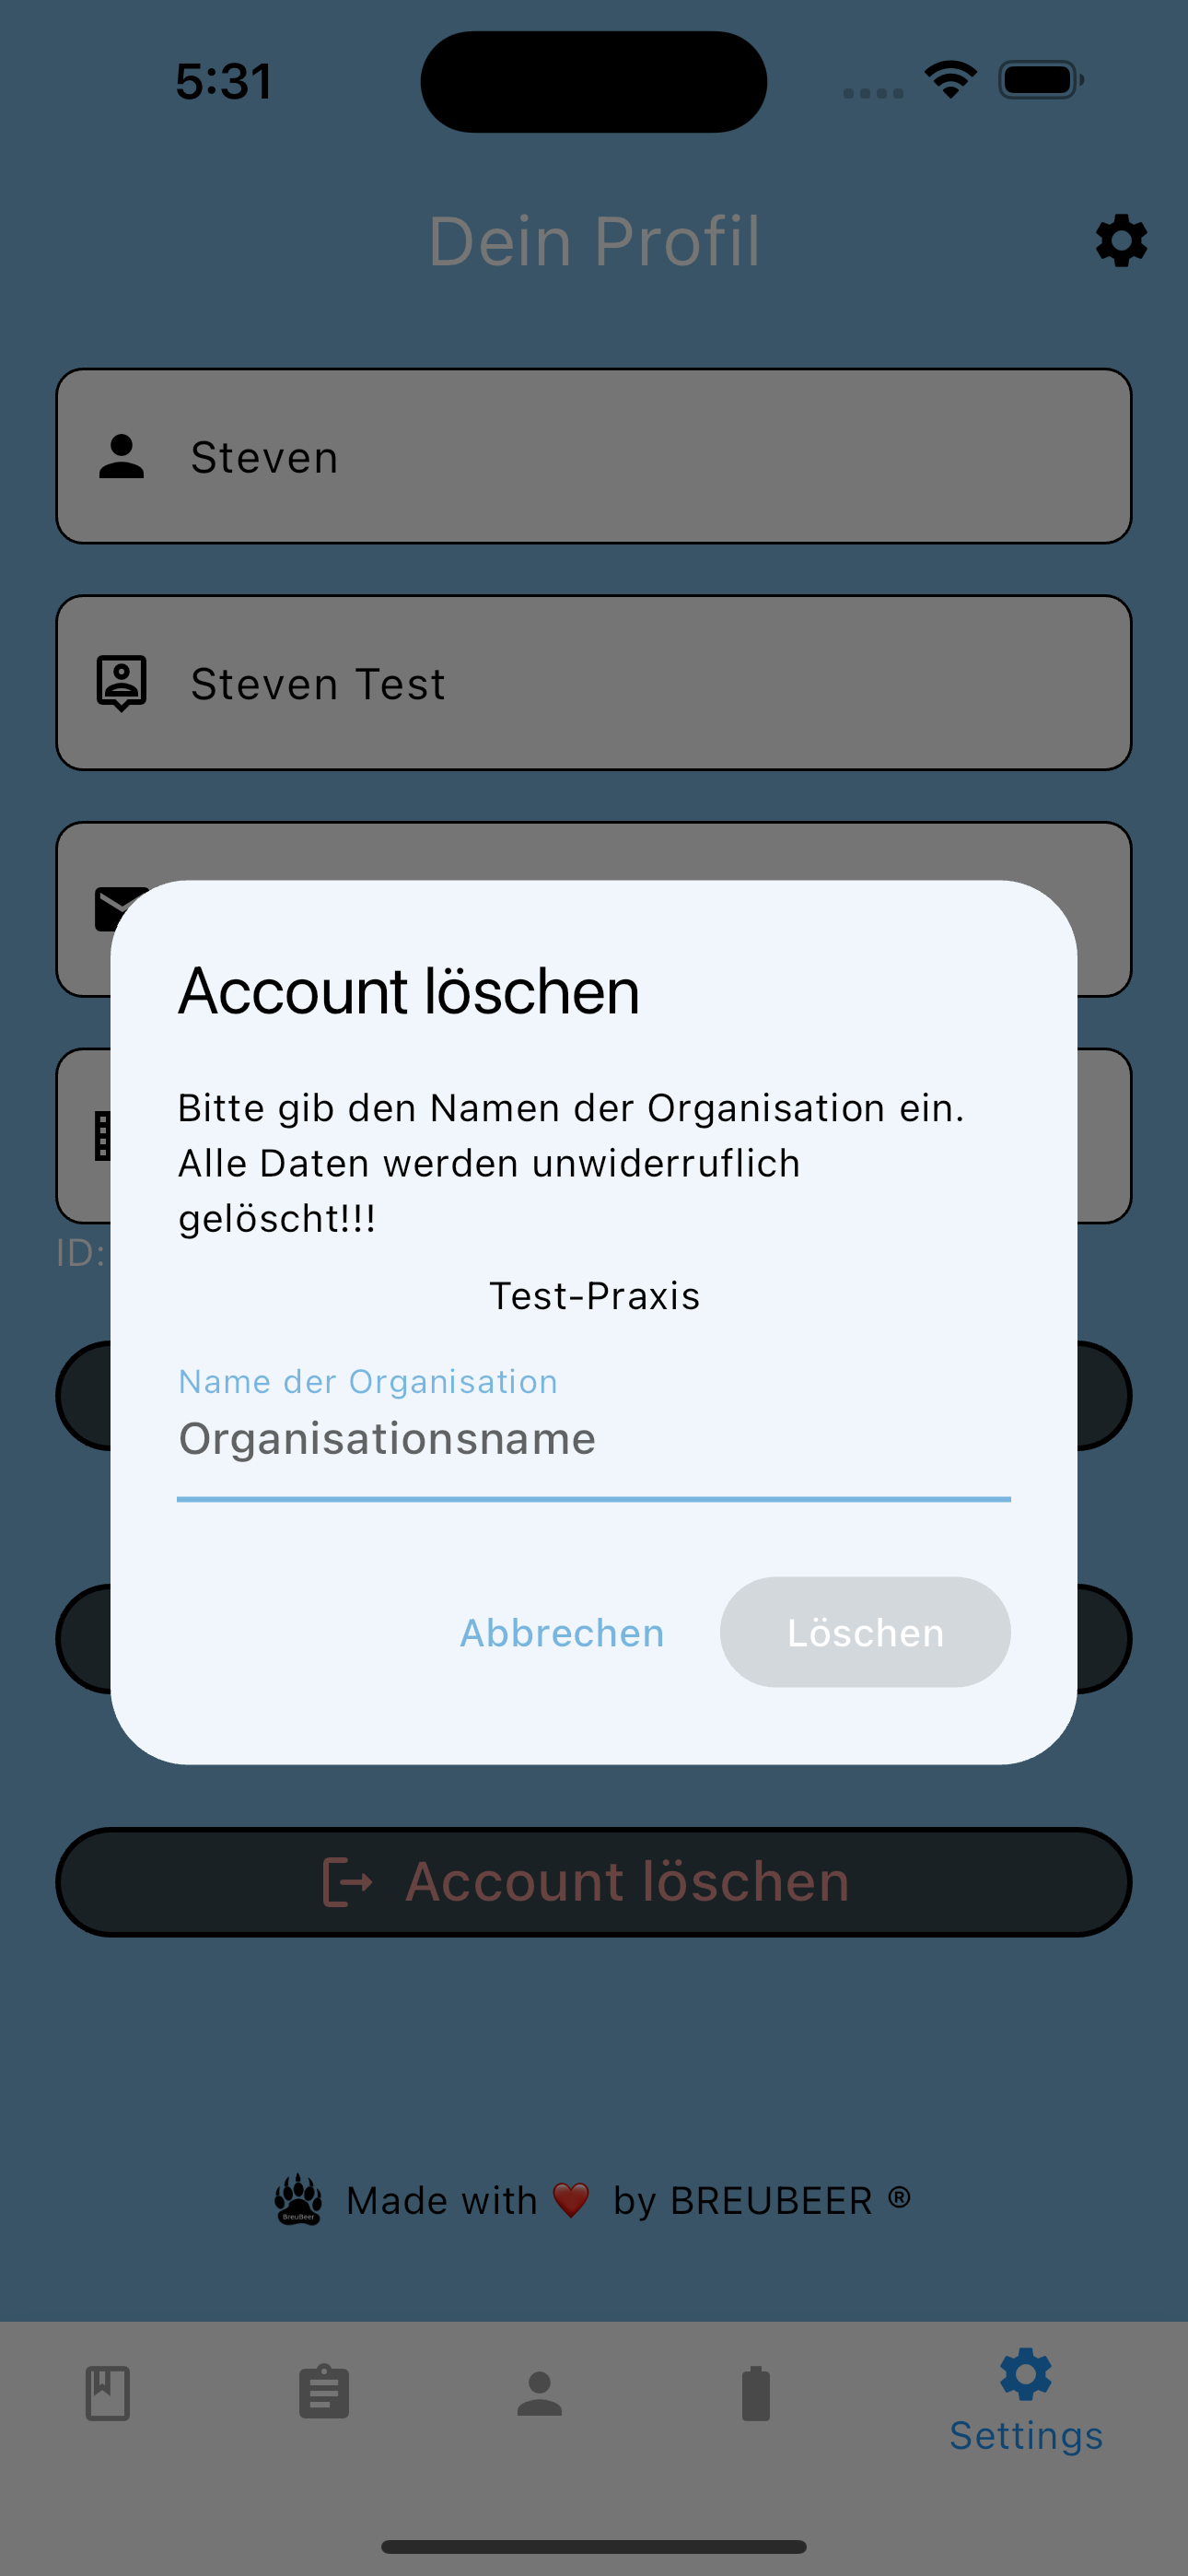 5:31
Dein Profil
Steven
Steven Test
Account löschen
Bitte gib den Namen der Organisation ein.
Alle Daten werden unwiderruflich
gelöscht!!!
Test-Praxis
Name der Organisation
Organisationsname
Abbrechen
Löschen
ID:
Account löschen
BreuBeer
Made with ❤️ by BREUBEER ®
Settings